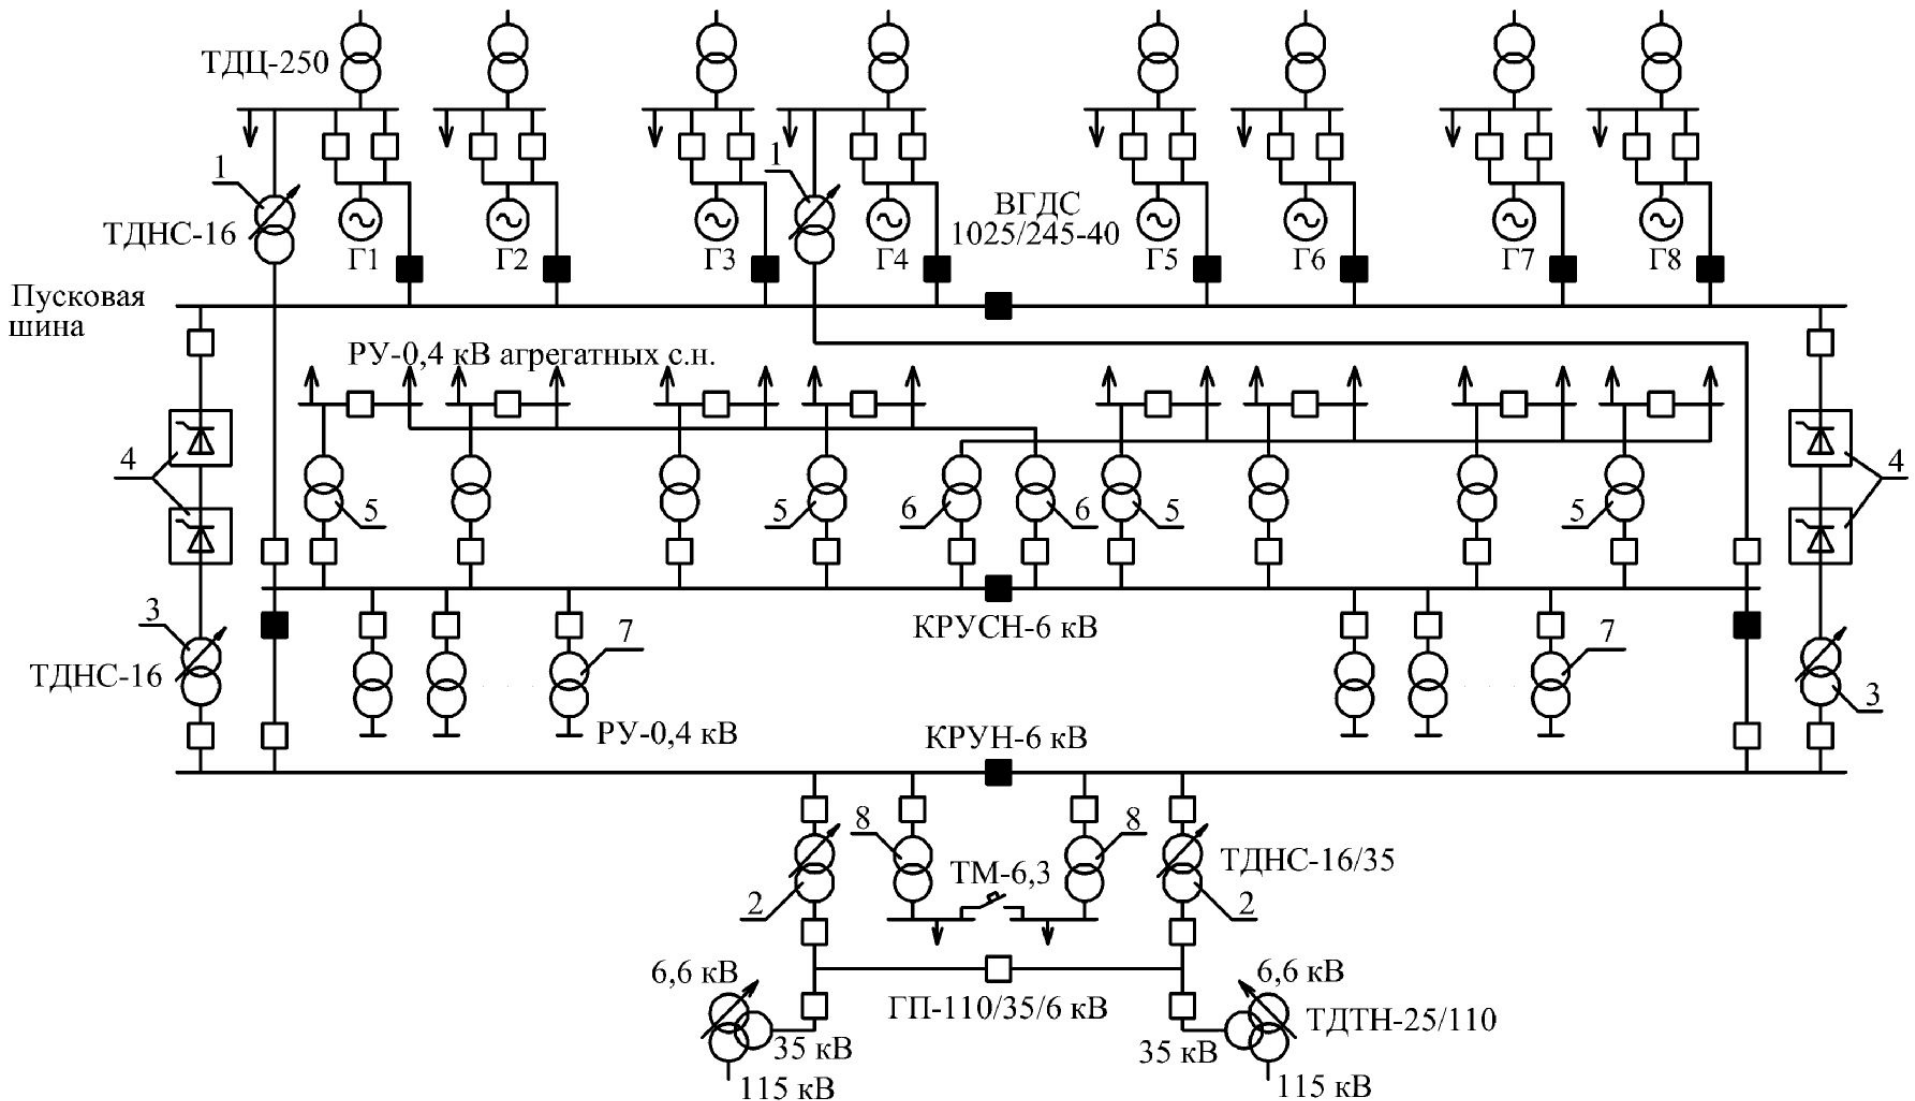 ТДЦ-250
1
ТДНС-16
1
ВГДС
1025/245-40
Г1
Г2
Г3
Г4
Г5
Г6
Г7
Г8
Пусковая
шина
РУ-0,4 кВ агрегатных с.н.
4
5
5
6
6
5
5
4
3
ТДНС-16
КРУСН-6 кВ
7
7
3
РУ-0,4 кВ
КРУН-6 кВ
8
8
ТМ-6,3
ТДНС-16/35
2
2
6,6 кВ
6,6 кВ
ГП-110/35/6 кВ
ТДТН-25/110
35 кВ
35 кВ
115 кВ
115 кВ